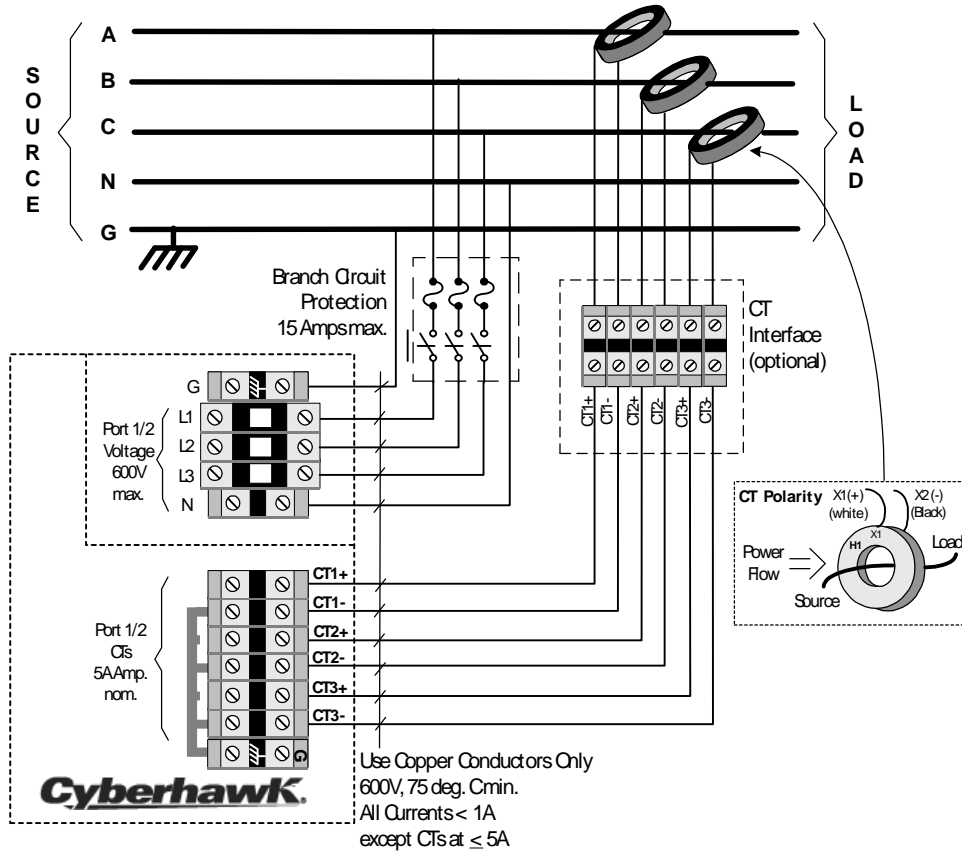 SOURCE
A
B
C
N
G
LOAD
Branch Circuit
Protection
15 Amps max.
CT
Interface
(optional)
CT1+
CT1-
CT2+
CT2-
CT3+
CT3-
G
L1
L2
L3
N
Port 1/2
Voltage
600V
max.
CT Polarity
X1(+)
(white)
X2(-)
(Black)
X1
H1
Power
Flow
Load
Source
CT1+
CT1-
CT2+
CT2-
CT3+
CT3-
G
Port 1/2
CTs
5A Amp.
nom.
Cyberhawk.
Use Copper Conductors Only
600V, 75 deg. C min.
All Currents < 1A
except CTs at ≤ 5A